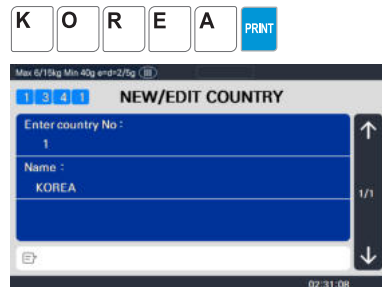 K O R E A PRINT
Max 6/15kg Min 40g e=d=2/5g (III)
1 3 4 1 NEW/EDIT COUNTRY
Enter country No :
1
Name :
KOREA
1/1
02:31:08